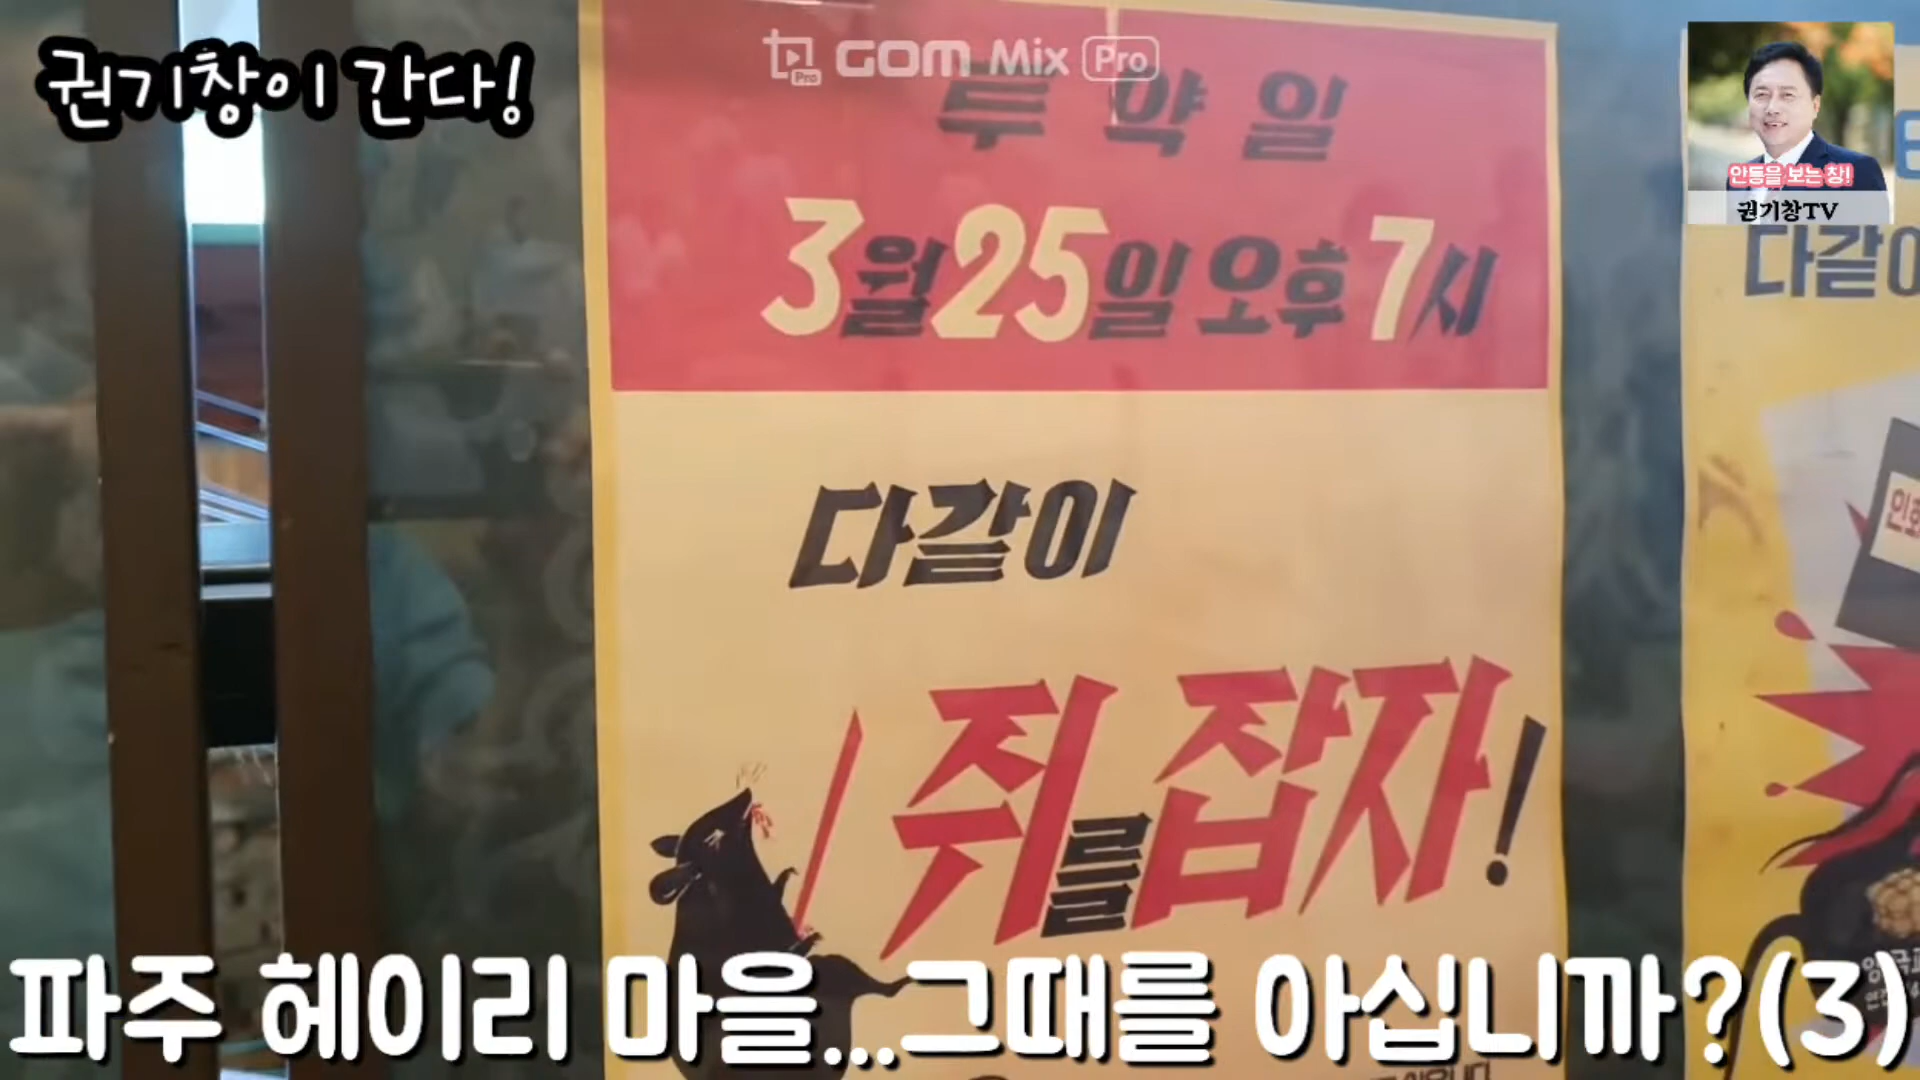 권기창이 간다!
GOM Mix Pro
Pro
안동을 보는 창!
권기창TV
투약일
3월 25일 오후 7시
다같이
쥐를 잡자!
다같이
파주 헤이리 마을...그때를 아십니까?(3)